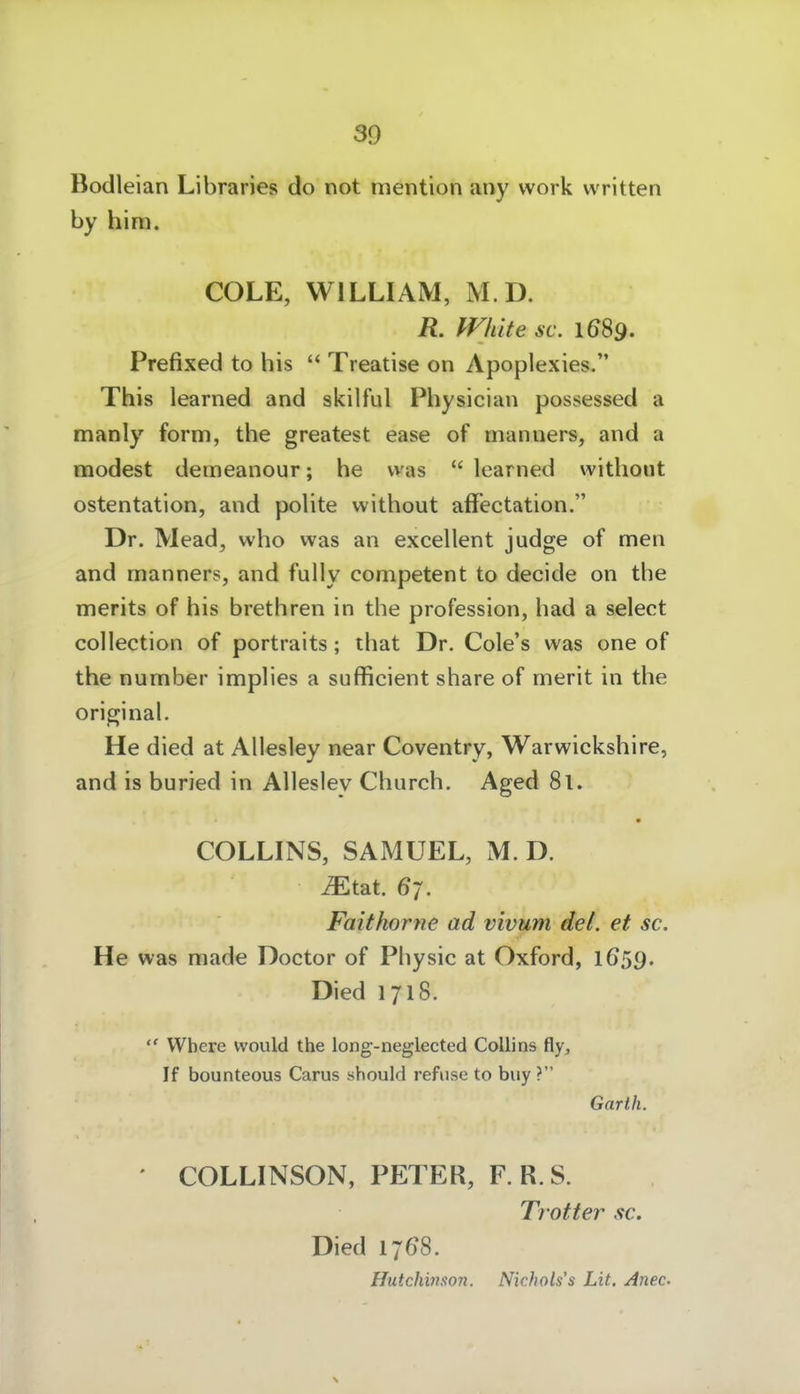 39
Bodleian Libraries do not mention any work written
by him.
COLE, WILLIAM, M. D.
R. White sc. 1689.
Prefixed to his “ Treatise on Apoplexies.”
This learned and skilful Physician possessed a
manly form, the greatest ease of manners, and a
modest demeanour; he was “ learned without
ostentation, and polite without affectation.”
Dr. Mead, who was an excellent judge of men
and manners, and fully competent to decide on the
merits of his brethren in the profession, had a select
collection of portraits; that Dr. Cole’s was one of
the number implies a sufficient share of merit in the
original.
He died at Allesley near Coventry, Warwickshire,
and is buried in Allesley Church. Aged 81.
COLLINS, SAMUEL, M. D.
Ætat. 67.
Faithorne ad vivum del. et sc.
He was made Doctor of Physic at Oxford, 1659.
Died 1718.
“ Where would the long-neglected Collins fly,
If bounteous Carus should refuse to buy ?”
Garth.
COLLINSON, PETER, F. R. S.
Trotter sc.
Died 1768.
Hutchinson. Nichols’s Lit. Anec.